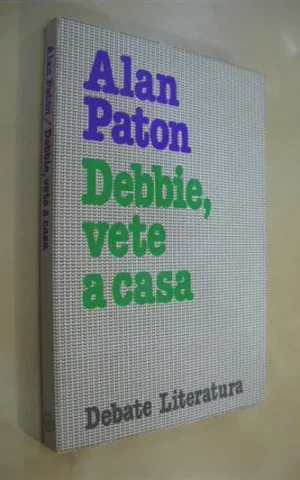 Alan
Paton
Debbie,
vete
a casa
Debate Literatura
Alan Paton / Debbie, vete a casa